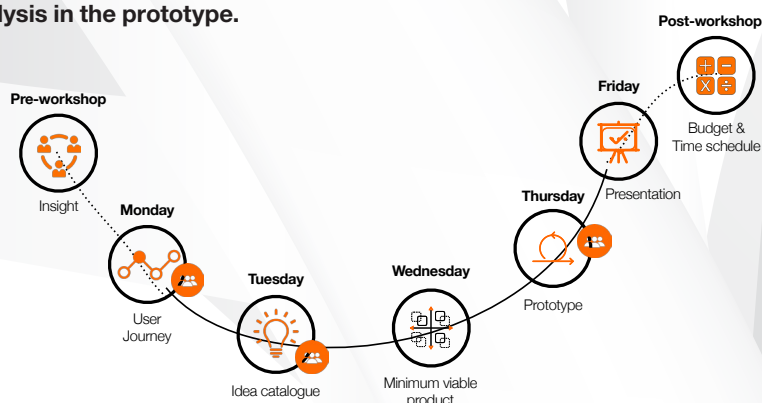 lysis in the prototype.
Pre-workshop
Insight
Monday
User
Journey
Tuesday
Idea catalogue
Wednesday
Minimum viable
product
Thursday
Prototype
Friday
Presentation
Post-workshop
Budget &
Time schedule